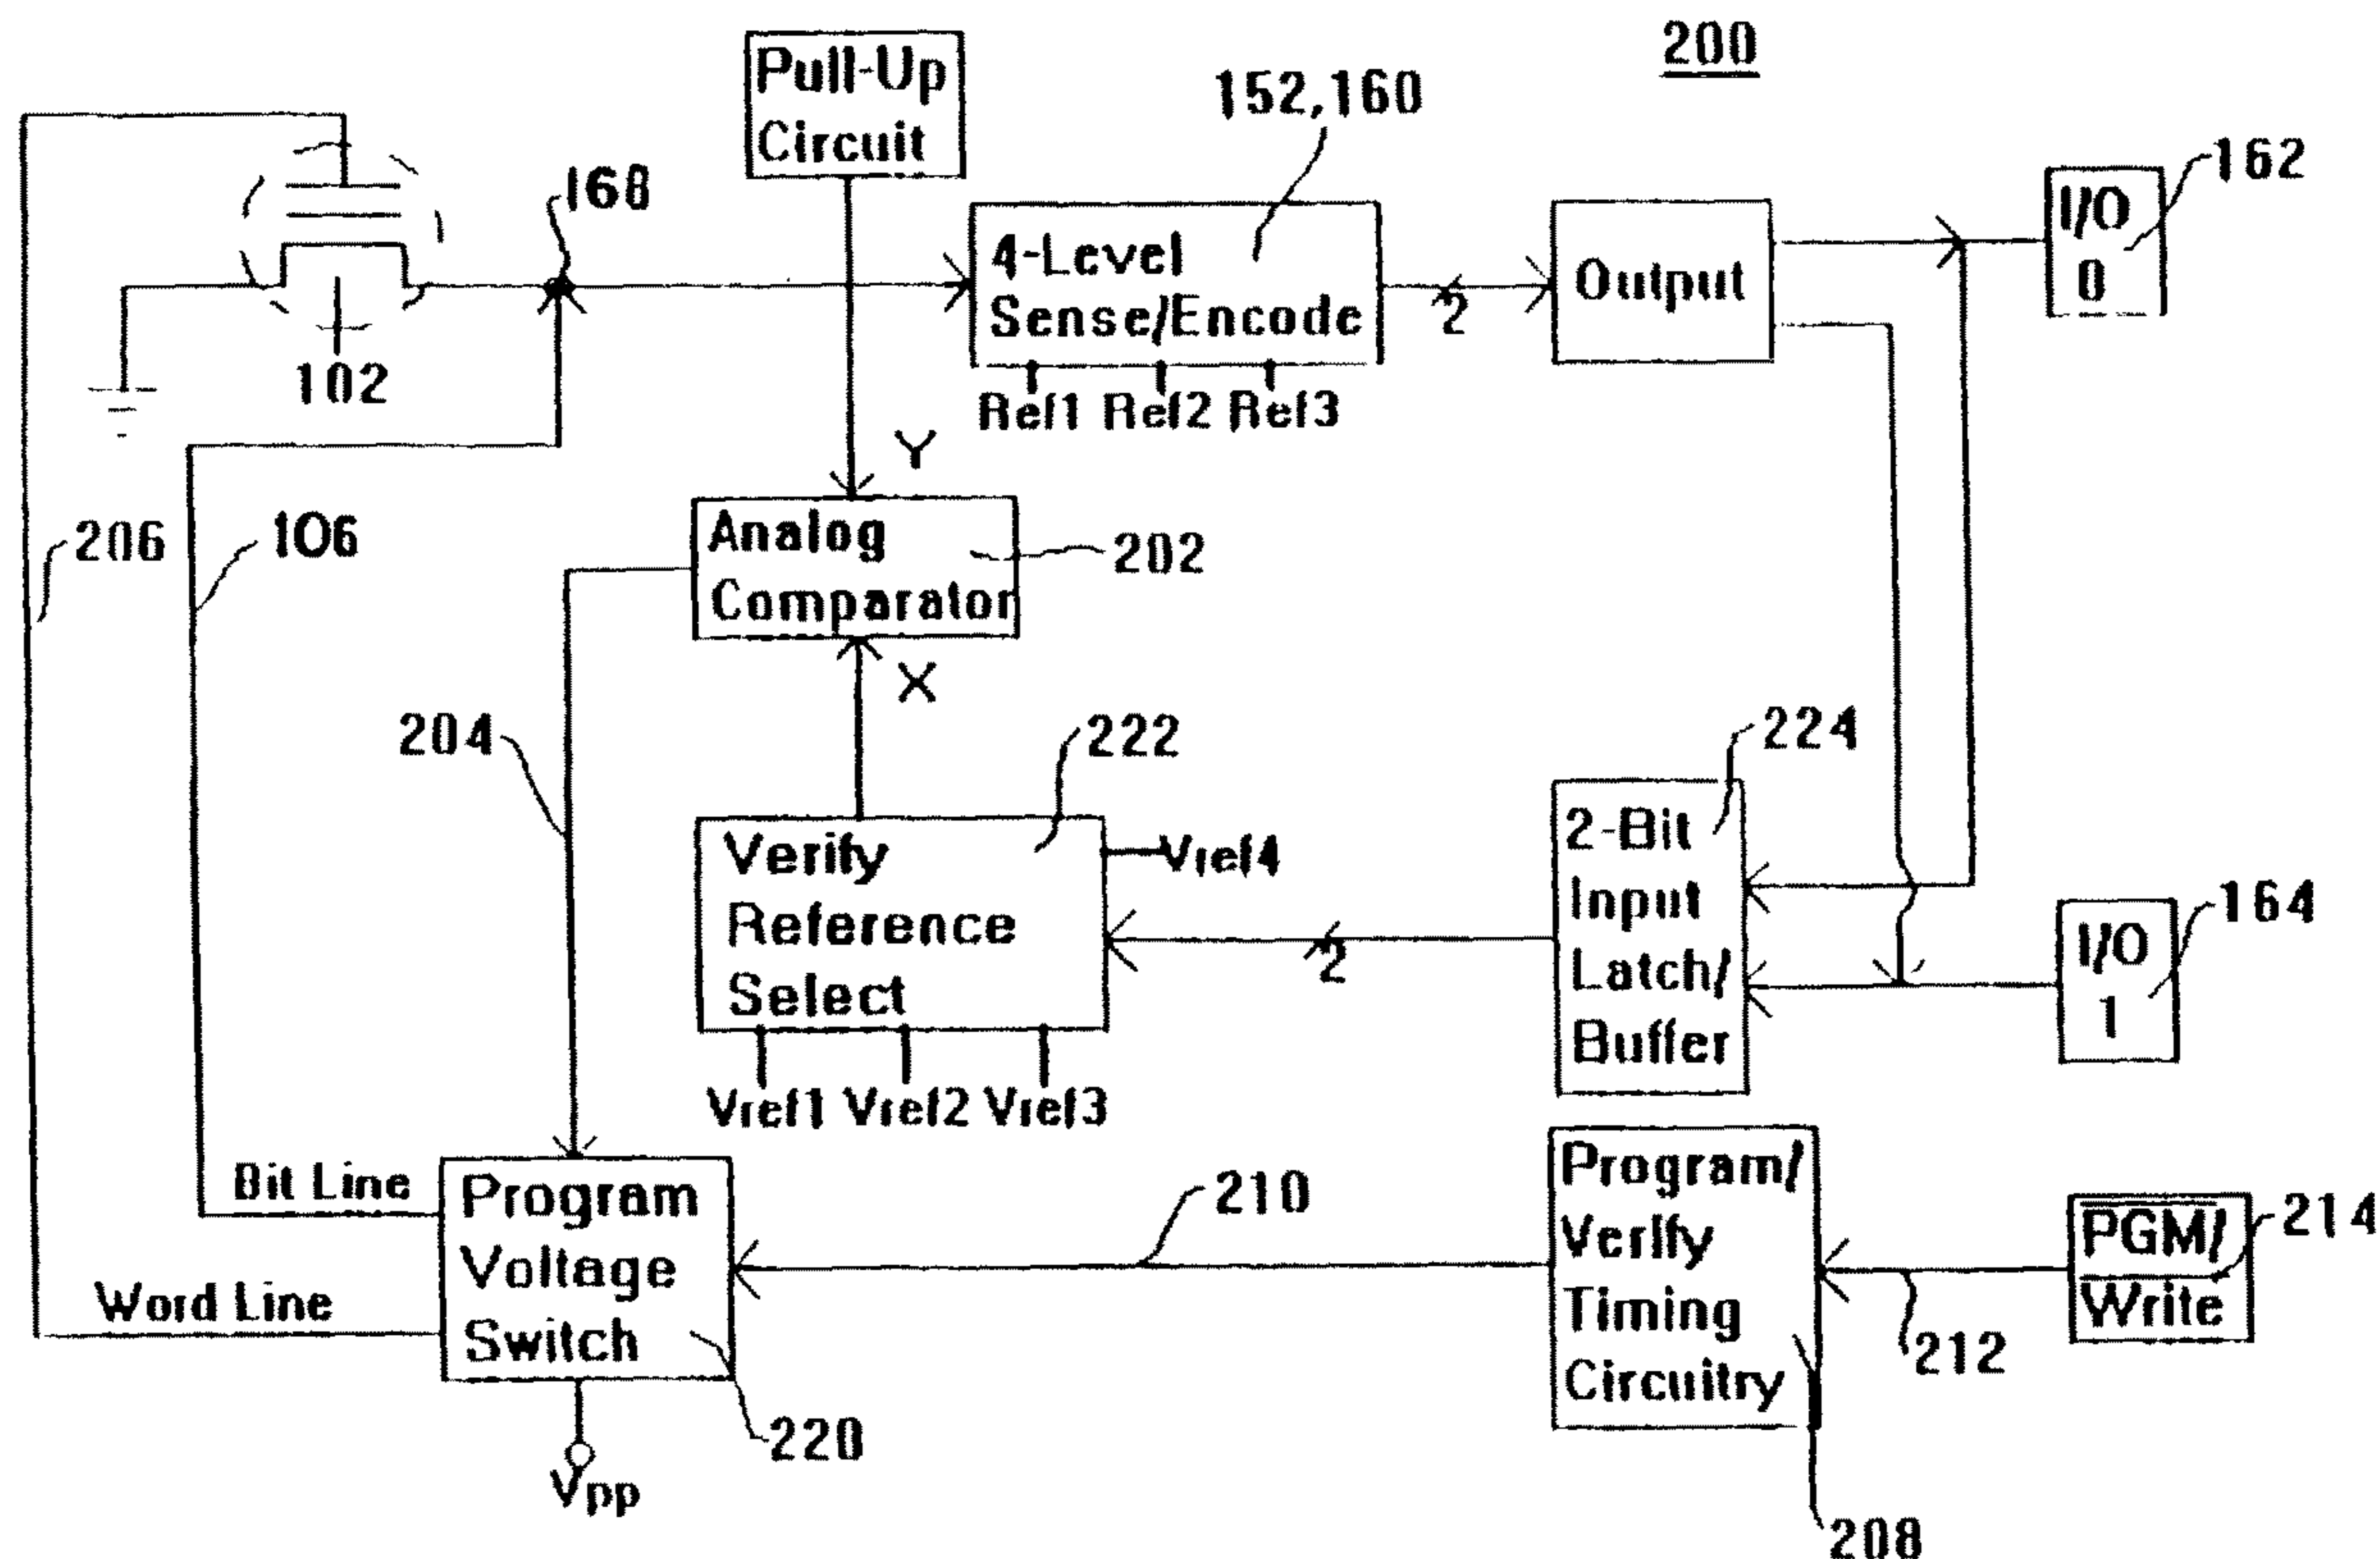 200
Pull-Up
Circuit
152,160
162
168
I/O
0
4-Level
Sense/Encode
Output
2
102
Ref1 Ref2 Ref3
Y
206
106
Analog
Comparator
202
X
204
222
224
Verify
Reference
Select
Vref4
2
2-Bit
Input
Latch/
Buffer
164
I/O
1
Vref1 Vref2 Vref3
Bit Line
Word Line
Program
Voltage
Switch
210
Program/
Verify
Timing
Circuitry
PGM/
Write
214
212
220
Vpp
208